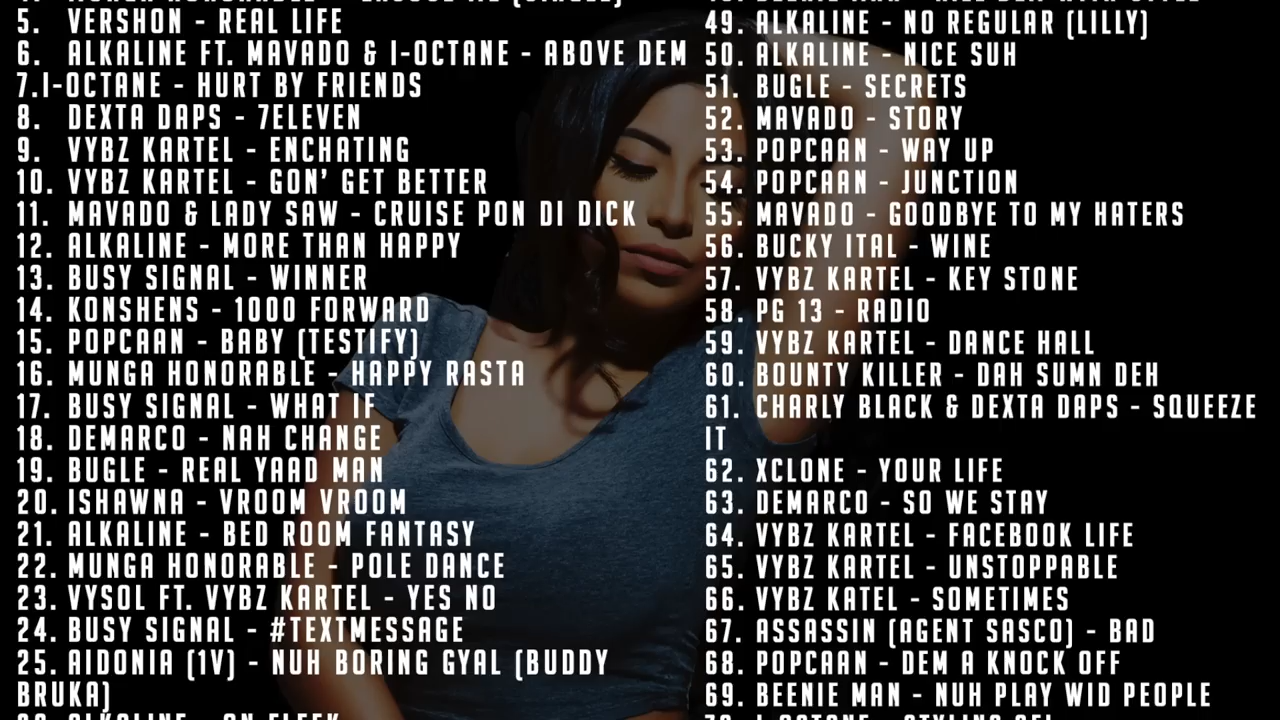 5. VERSHON - REAL LIFE
6. ALKALINE FT. MAVADO & I-OCTANE - ABOVE DEM
7.I-OCTANE - HURT BY FRIENDS
8. DEXTA DAPS - 7ELEVEN
9. VYBZ KARTEL - ENCHATING
10. VYBZ KARTEL - GON' GET BETTER
11. MAVADO & LADY SAW - CRUISE PON DI DICK
12. ALKALINE - MORE THAN HAPPY
13. BUSY SIGNAL - WINNER
14. KONSHENS - 1000 FORWARD
15. POPCAAN - BABY (TESTIFY)
16. MUNGA HONORABLE - HAPPY RASTA
17. BUSY SIGNAL - WHAT IF
18. DEMARCO - NAH CHANGE
19. BUGLE - REAL YAAD MAN
20. ISHAWNA - VROOM VROOM
21. ALKALINE - BED ROOM FANTASY
22. MUNGA HONORABLE - POLE DANCE
23. VYSOL FT. VYBZ KARTEL - YES NO
24. BUSY SIGNAL - #TEXTMESSAGE
25. AIDONIA (1V) - NUH BORING GYAL (BUDDY
BRUKA)
49. ALKALINE - NO REGULAR (LILLY)
50. ALKALINE - NICE SUH
51. BUGLE - SECRETS
52. MAVADO - STORY
53. POPCAAN - WAY UP
54. POPCAAN - JUNCTION
55. MAVADO - GOODBYE TO MY HATERS
56. BUCKY ITAL - WINE
57. VYBZ KARTEL - KEY STONE
58. PG 13 - RADIO
59. VYBZ KARTEL - DANCE HALL
60. BOUNTY KILLER - DAH SUMN DEH
61. CHARLY BLACK & DEXTA DAPS - SQUEEZE
IT
62. XCLONE - YOUR LIFE
63. DEMARCO - SO WE STAY
64. VYBZ KARTEL - FACEBOOK LIFE
65. VYBZ KARTEL - UNSTOPPABLE
66. VYBZ KATEL - SOMETIMES
67. ASSASSIN (AGENT SASCO) - BAD
68. POPCAAN - DEM A KNOCK OFF
69. BEENIE MAN - NUH PLAY WID PEOPLE